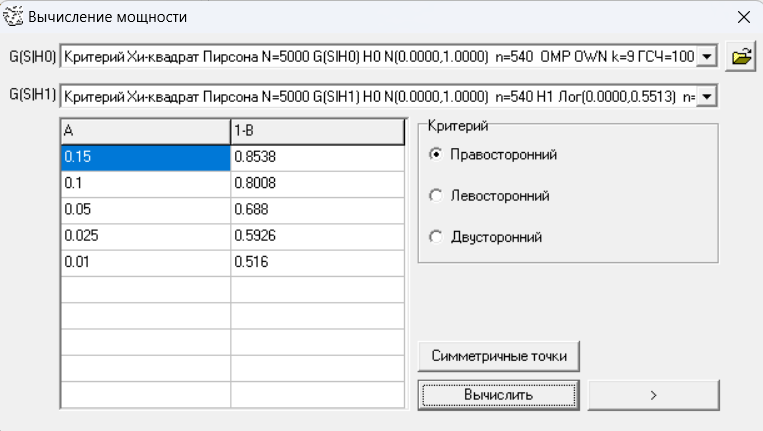 Вычисление мощности
G(S|H0) Критерий Хи-квадрат Пирсона N=5000 G(S|H0) H0 N(0.0000,1.0000) n=540 OMP OWN k=9 ГСЧ=100
G(S|H1) Критерий Хи-квадрат Пирсона N=5000 G(S|H1) H0 N(0.0000,1.0000) n=540 H1 Лог(0.0000,0.5513) n=
A 1-B
0.15 0.8538
0.1 0.8008
0.05 0.688
0.025 0.5926
0.01 0.516
Критерий
Правосторонний
Левосторонний
Двусторонний
Симметричные точки
Вычислить >